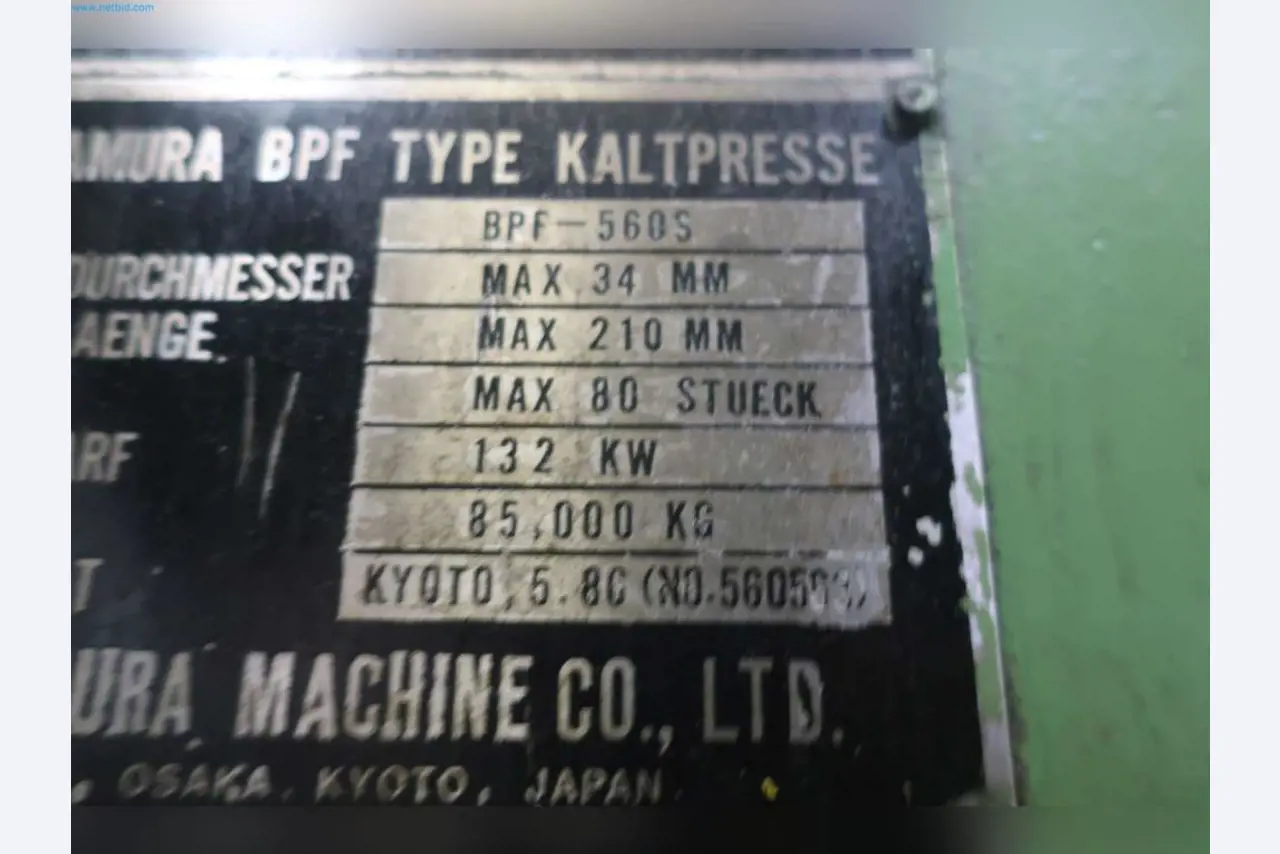 www.netbid.com
AMURA BPF TYPE KALTPRESSE
BPF-560S
DURCHMESSER MAX 34 MM
AENGE MAX 210 MM
MAX 80 STUECK
ARF 132 KW
85,000 KG
T KYOTO, 5.86
URA MACHINE CO., LTD.
, OSAKA, KYOTO, JAPAN